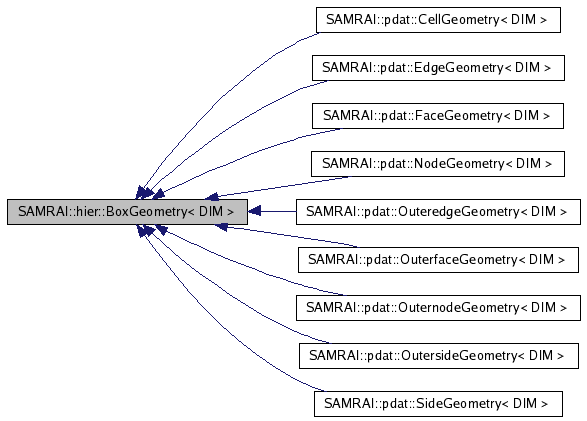 SAMRAI::pdat::CellGeometry< DIM >
SAMRAI::pdat::EdgeGeometry< DIM >
SAMRAI::pdat::FaceGeometry< DIM >
SAMRAI::pdat::NodeGeometry< DIM >
SAMRAI::hier::BoxGeometry< DIM >
SAMRAI::pdat::OuteredgeGeometry< DIM >
SAMRAI::pdat::OuterfaceGeometry< DIM >
SAMRAI::pdat::OuternodeGeometry< DIM >
SAMRAI::pdat::OutersideGeometry< DIM >
SAMRAI::pdat::SideGeometry< DIM >